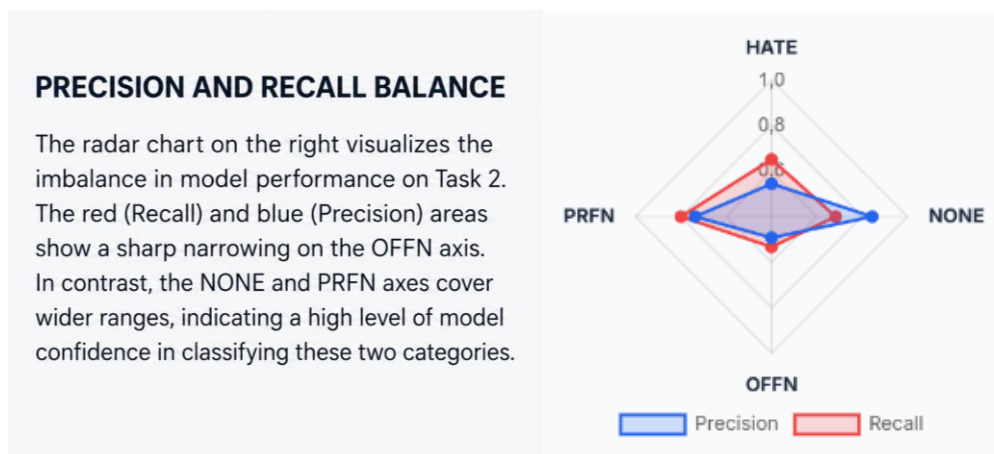 PRECISION AND RECALL BALANCE
The radar chart on the right visualizes the
imbalance in model performance on Task 2.
The red (Recall) and blue (Precision) areas
show a sharp narrowing on the OFFN axis.
In contrast, the NONE and PRFN axes cover
wider ranges, indicating a high level of model
confidence in classifying these two categories.
HATE
1,0
0,8
0,6
PRFN
NONE
OFFN
Precision
Recall